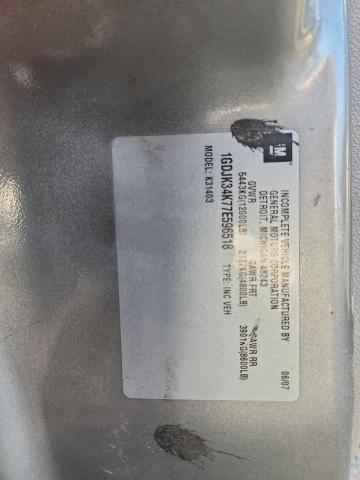 GM
INCOMPLETE VEHICLE MANUFACTURED BY
GENERAL MOTORS CORPORATION
DETROIT, MICHIGAN 48243
06/07
GVWR GAWR FRT GAWR RR
5443KG(12000LB) 2177KG(4800LB) 3901KG(8600LB)
1GDJK34K77E596518 TYPE: INC VEH
MODEL: K31403